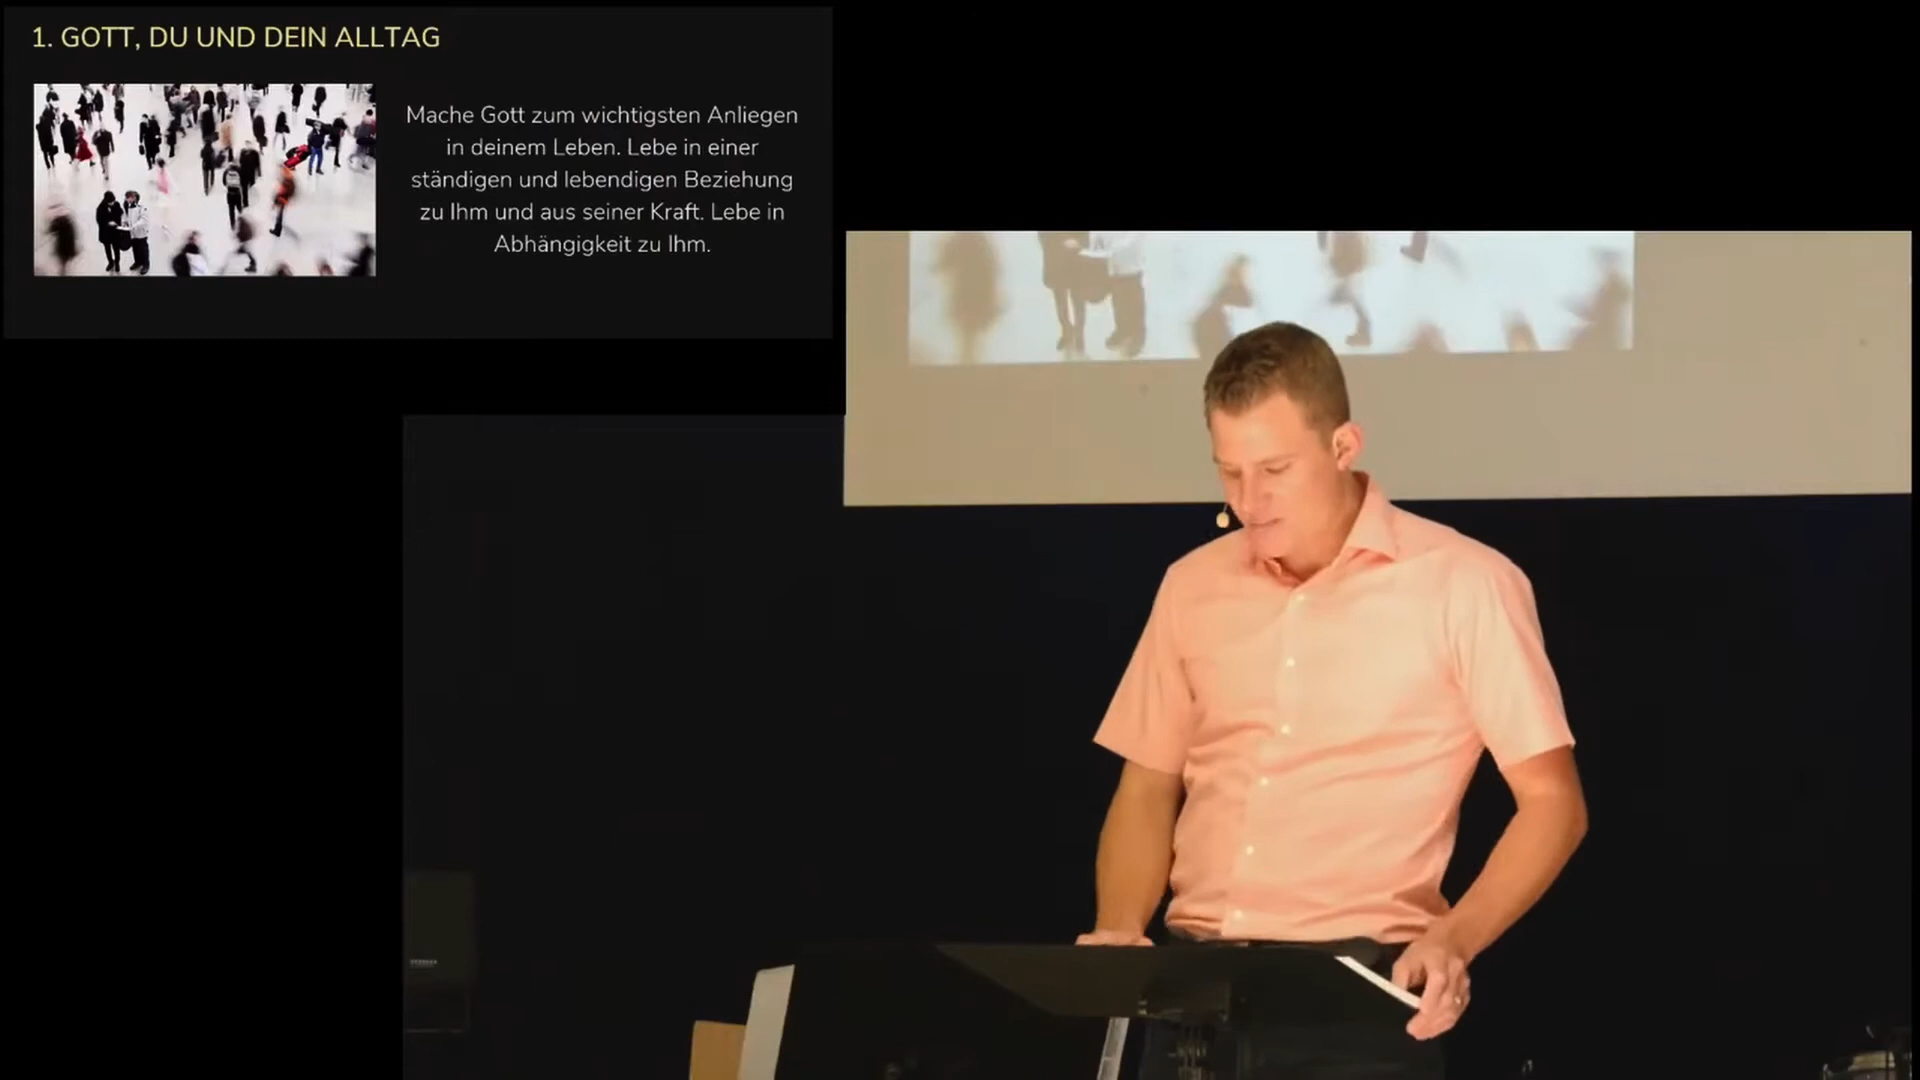 1. GOTT, DU UND DEIN ALLTAG
Mache Gott zum wichtigsten Anliegen
in deinem Leben. Lebe in einer
ständigen und lebendigen Beziehung
zu Ihm und aus seiner Kraft. Lebe in
Abhängigkeit zu Ihm.